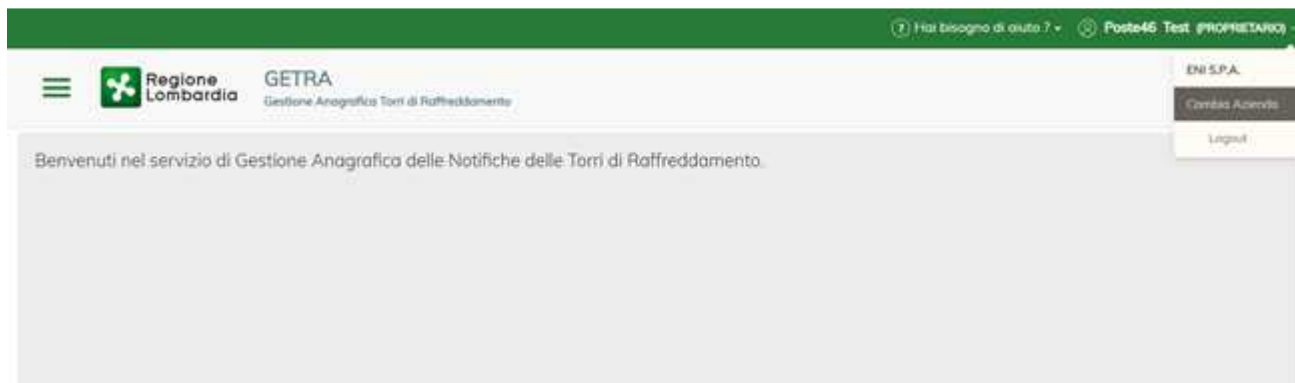 ? Hai bisogno di aiuto ? Poste46 Test (PROPRIETARIO)
ENI S.P.A.
Cambia Azienda
Logout
Regione
Lombardia
GETRA
Gestione Anagrafica Torri di Raffreddamento
Benvenuti nel servizio di Gestione Anagrafica delle Notifiche delle Torri di Raffreddamento.